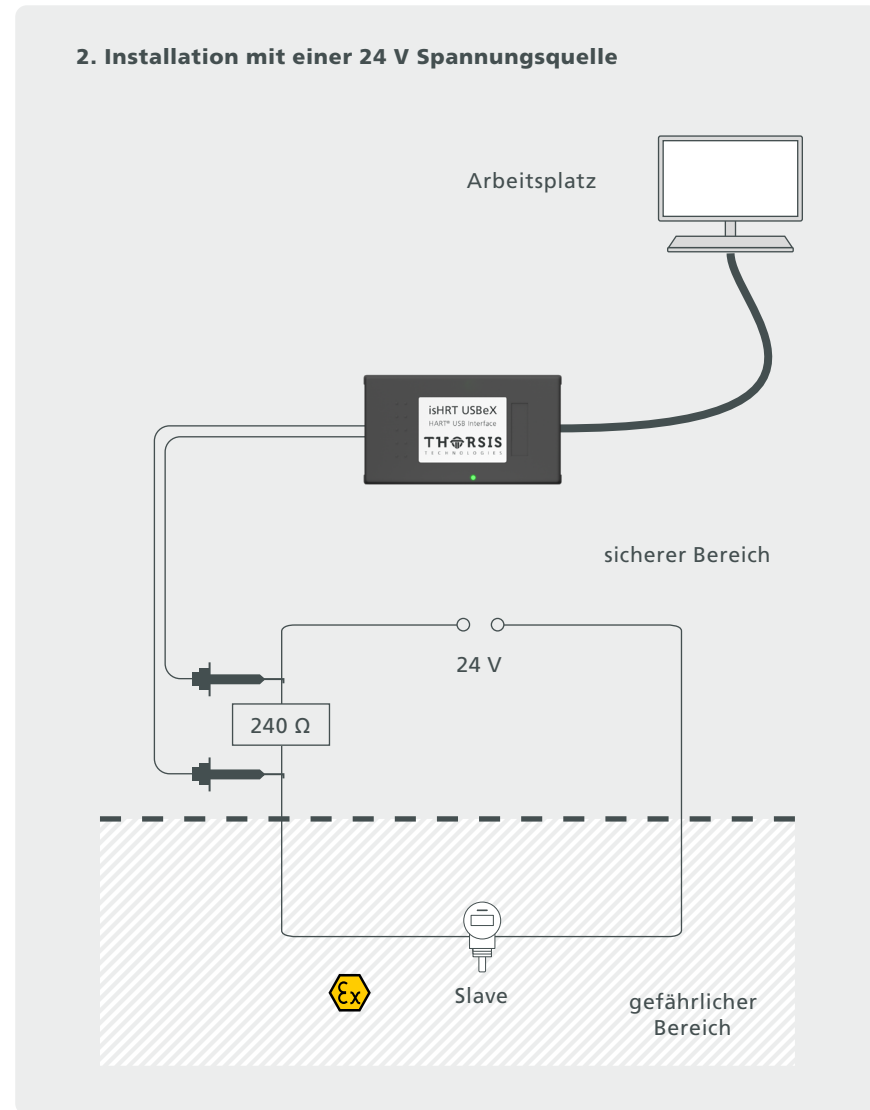 2. Installation mit einer 24 V Spannungsquelle
Arbeitsplatz
isHRT USBeX
HART® USB Interface
THORSIS
TECHNOLOGIES
sicherer Bereich
24 V
240 Ω
Ex
Slave
gefährlicher
Bereich